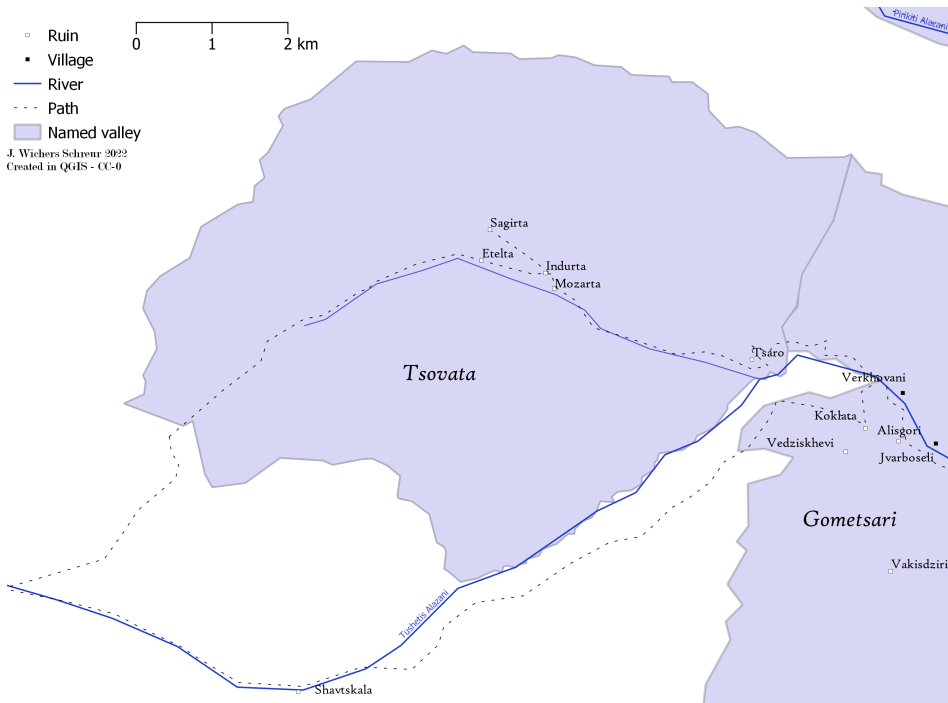 Pirikiti Alazani
Ruin
Village
River
Path
Named valley
0 1 2 km
J. Wichers Schreur 2022
Created in QGIS - CC-0
Sagirta
Etelta
Indurta
Mozarta
Tsaro
Tsovata
Verkhovani
Koklata
Alisgori
Vedziskhevi
Jvarboseli
Gometsari
Vakisdziri
Tushetis Alazani
Shavtskala